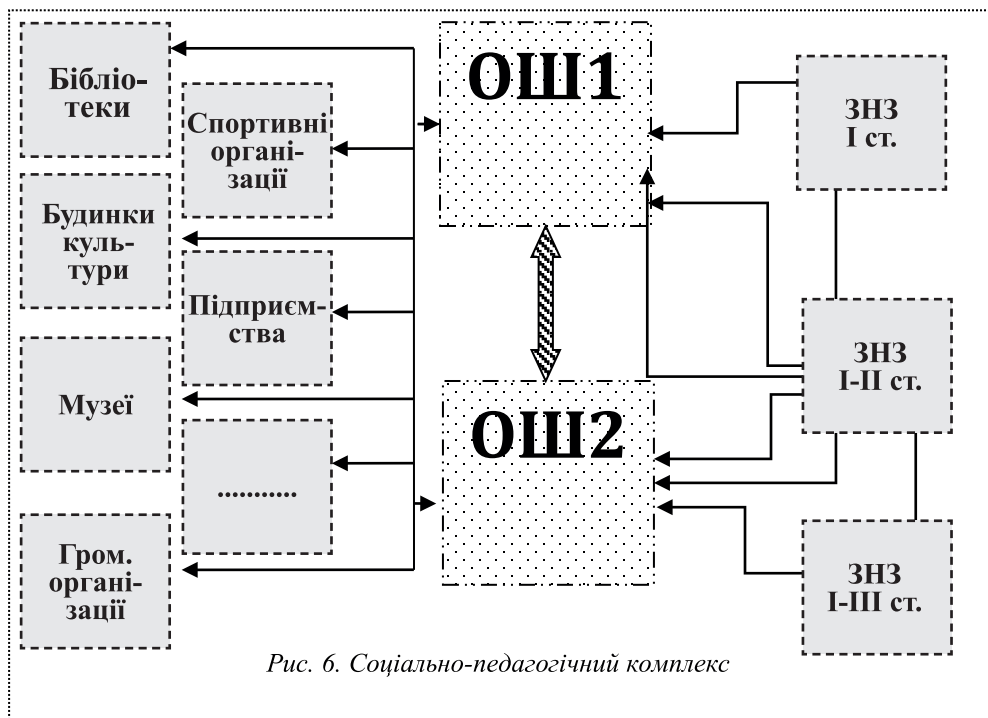 Бібліо-
теки
Спортивні
органі-
зації
Будинки
куль-
тури
Підприєм-
ства
Музеї
...........
Гром.
органі-
зації
ОШ1
ОШ2
ЗНЗ
І ст.
ЗНЗ
І-ІІ ст.
ЗНЗ
І-ІІІ ст.
Рис. 6. Соціально-педагогічний комплекс